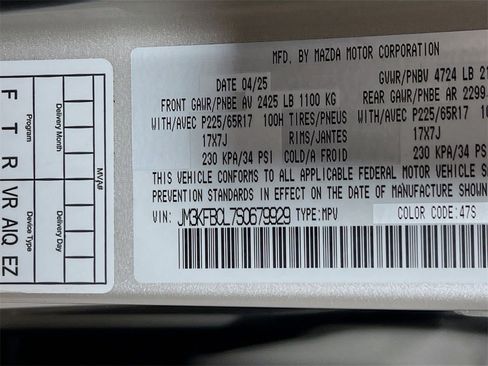 MFD. BY MAZDA MOTOR CORPORATION
DATE 04/25
GVWR/PNBV 4724 LB 21
FRONT GAWR/PNBE AV 2425 LB 1100 KG
REAR GAWR/PNBE AR 2299
WITH/AVEC P225/65R17 100H TIRES/PNEUS
WITH/AVEC P225/65R17 100
17X7J RIMS/JANTES
17X7J
230 KPA/34 PSI COLD/A FROID
230 KPA/34 PSI
THIS VEHICLE CONFORMS TO ALL APPLICABLE FEDERAL MOTOR VEHICLE S
PREVENTION STANDARDS IN EFFECT ON THE DATE OF MANUFACTURE SHOWN
VIN: JM3KFBCL7S0679929 TYPE:MPV
COLOR CODE:47S
MVA#
Delivery Month
Delivery Day
Program
Device Type
F T R
VR AIQ EZ